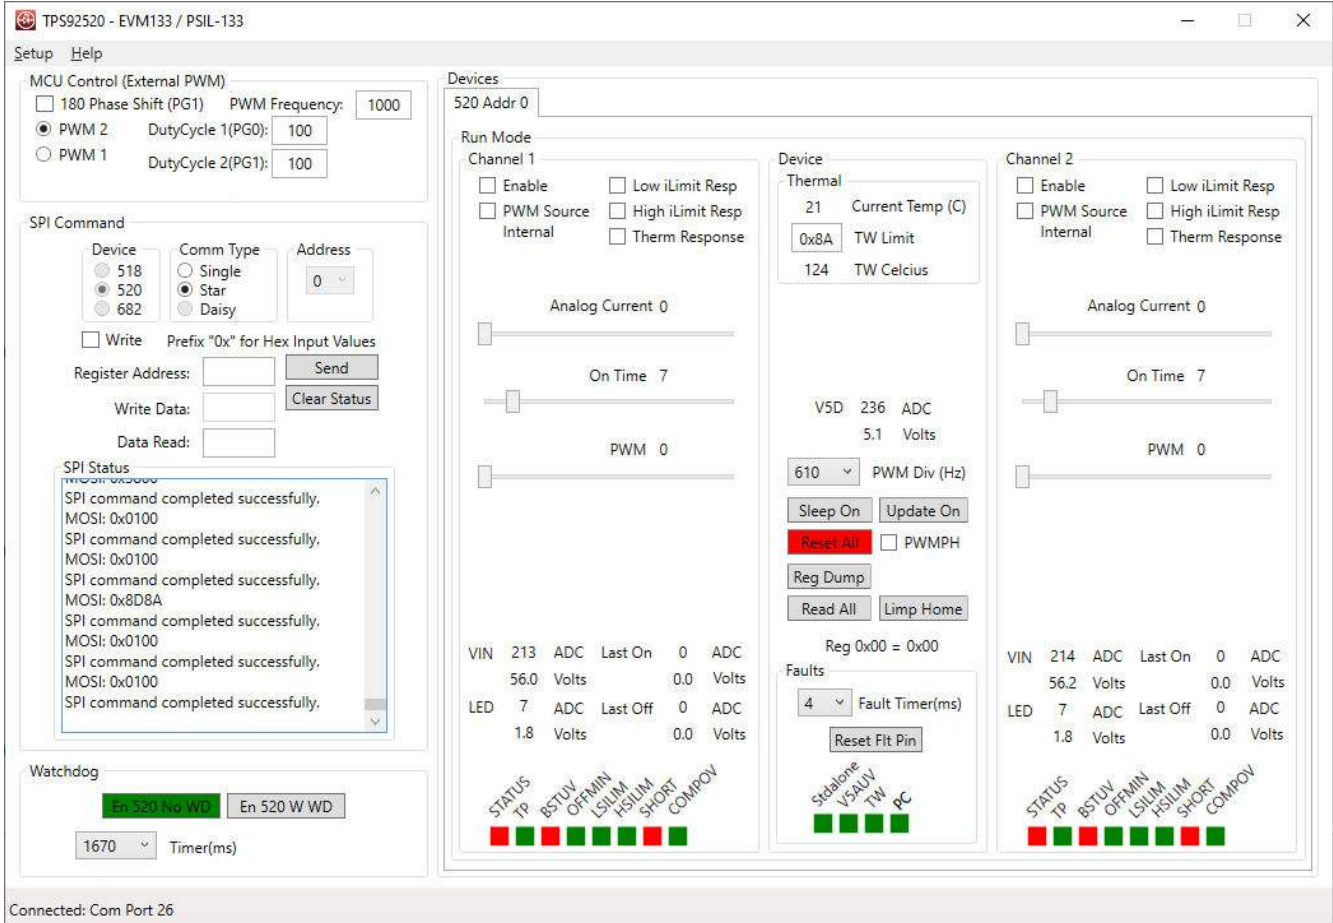 TPS92520 - EVM133 / PSIL-133
Setup Help
MCU Control (External PWM)
180 Phase Shift (PG1) PWM Frequency: 1000
PWM 2 DutyCycle 1(PG0): 100
PWM 1 DutyCycle 2(PG1): 100
SPI Command
Device Comm Type Address
518 Single
520 Star 0
682 Daisy
Write Prefix "0x" for Hex Input Values
Register Address: Send
Write Data: Clear Status
Data Read:
SPI Status
SPI command completed successfully.
MOSI: 0x0100
SPI command completed successfully.
MOSI: 0x0100
SPI command completed successfully.
MOSI: 0x8D8A
SPI command completed successfully.
MOSI: 0x0100
SPI command completed successfully.
MOSI: 0x0100
SPI command completed successfully.
Watchdog
En 520 No WD En 520 W WD
1670 Timer(ms)
Devices
520 Addr 0
Run Mode
Channel 1
Enable Low iLimit Resp
PWM Source Internal High iLimit Resp
Therm Response
Analog Current 0
On Time 7
PWM 0
VIN 213 ADC Last On 0 ADC
56.0 Volts 0.0 Volts
LED 7 ADC Last Off 0 ADC
1.8 Volts 0.0 Volts
STATUS TP BSTUV OFFMIN LSILIM HSILIM SHORT COMPOV
Device
Thermal
21 Current Temp (C)
0x8A TW Limit
124 TW Celcius
V5D 236 ADC
5.1 Volts
610 PWM Div (Hz)
Sleep On Update On
Reset All PWMPH
Reg Dump
Read All Limp Home
Reg 0x00 = 0x00
Faults
4 Fault Timer(ms)
Reset Flt Pin
Stdalone V5AUV TW PC
Channel 2
Enable Low iLimit Resp
PWM Source Internal High iLimit Resp
Therm Response
Analog Current 0
On Time 7
PWM 0
VIN 214 ADC Last On 0 ADC
56.2 Volts 0.0 Volts
LED 7 ADC Last Off 0 ADC
1.8 Volts 0.0 Volts
STATUS TP BSTUV OFFMIN LSILIM HSILIM SHORT COMPOV
Connected: Com Port 26